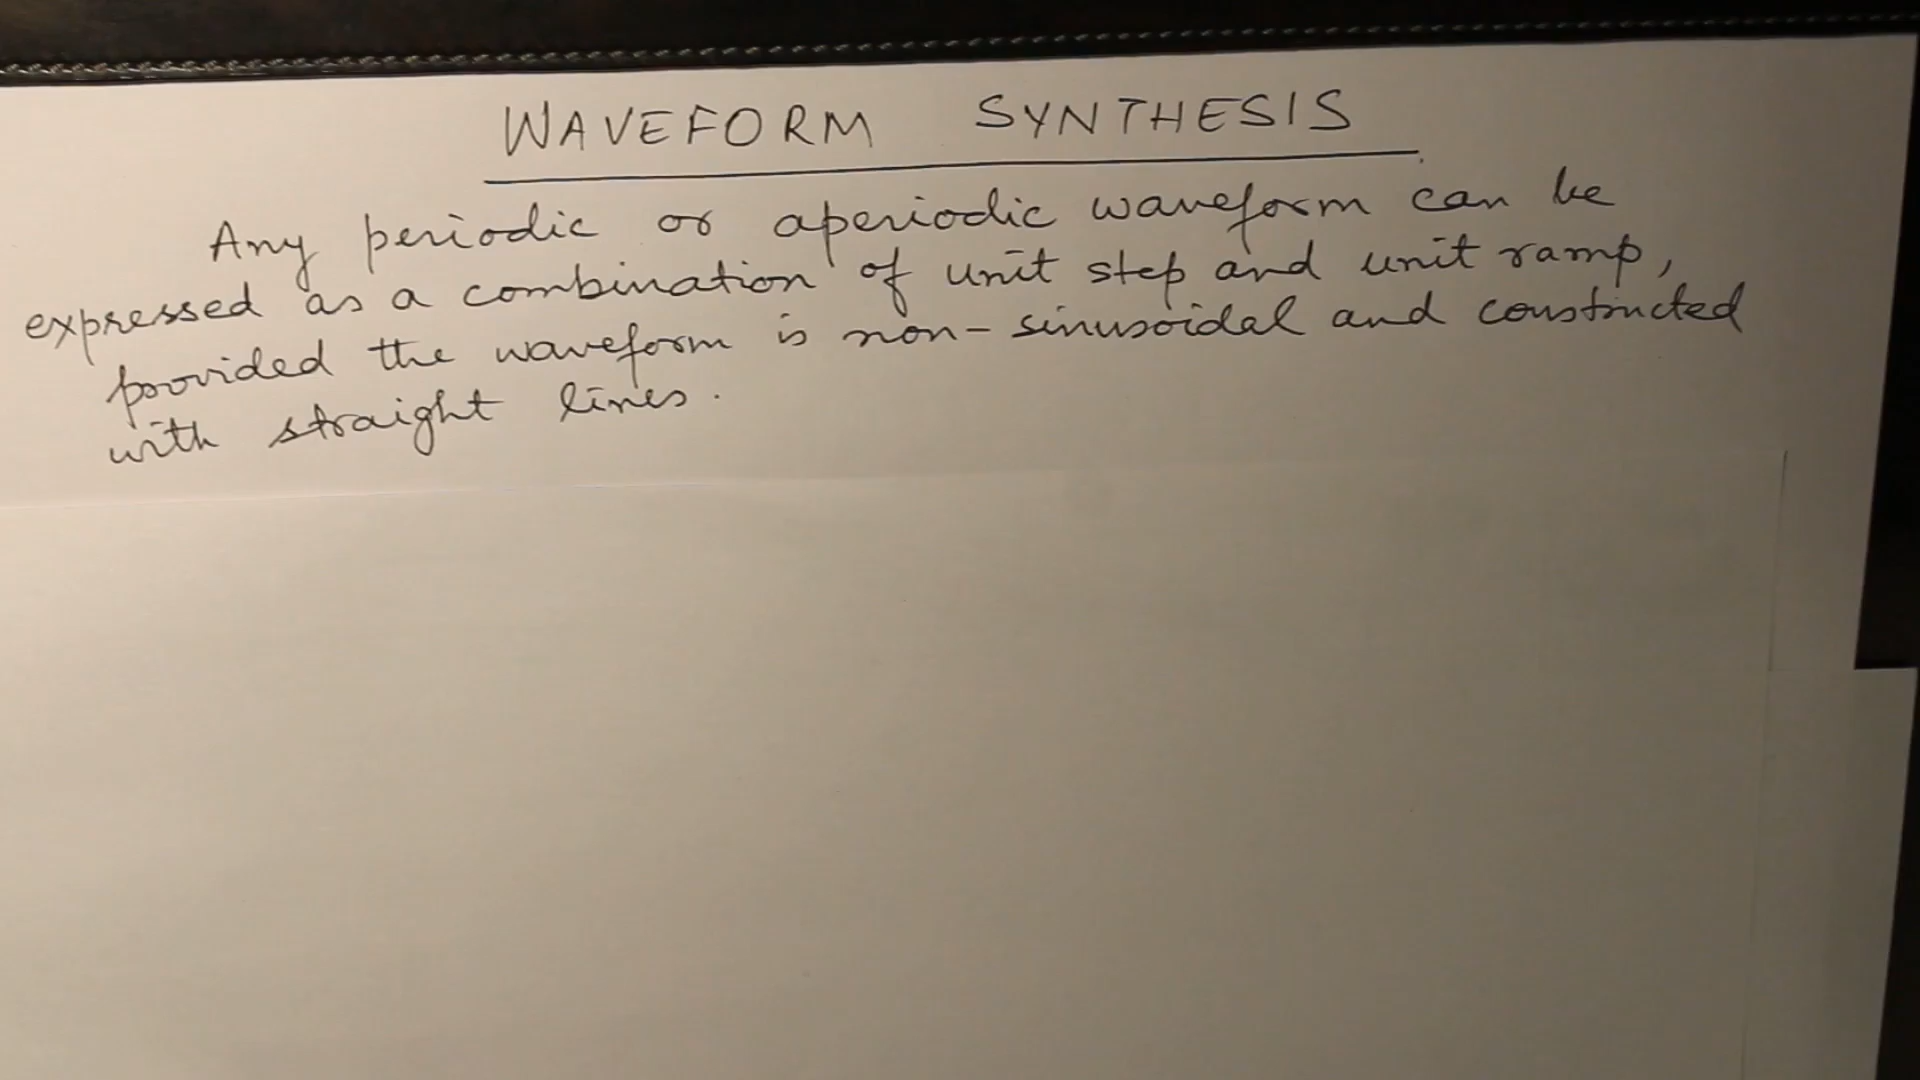 WAVEFORM SYNTHESIS
Any periodic or aperiodic waveform can be
expressed as a combination of unit step and unit ramp,
provided the waveform is non-sinusoidal and constructed
with straight lines.